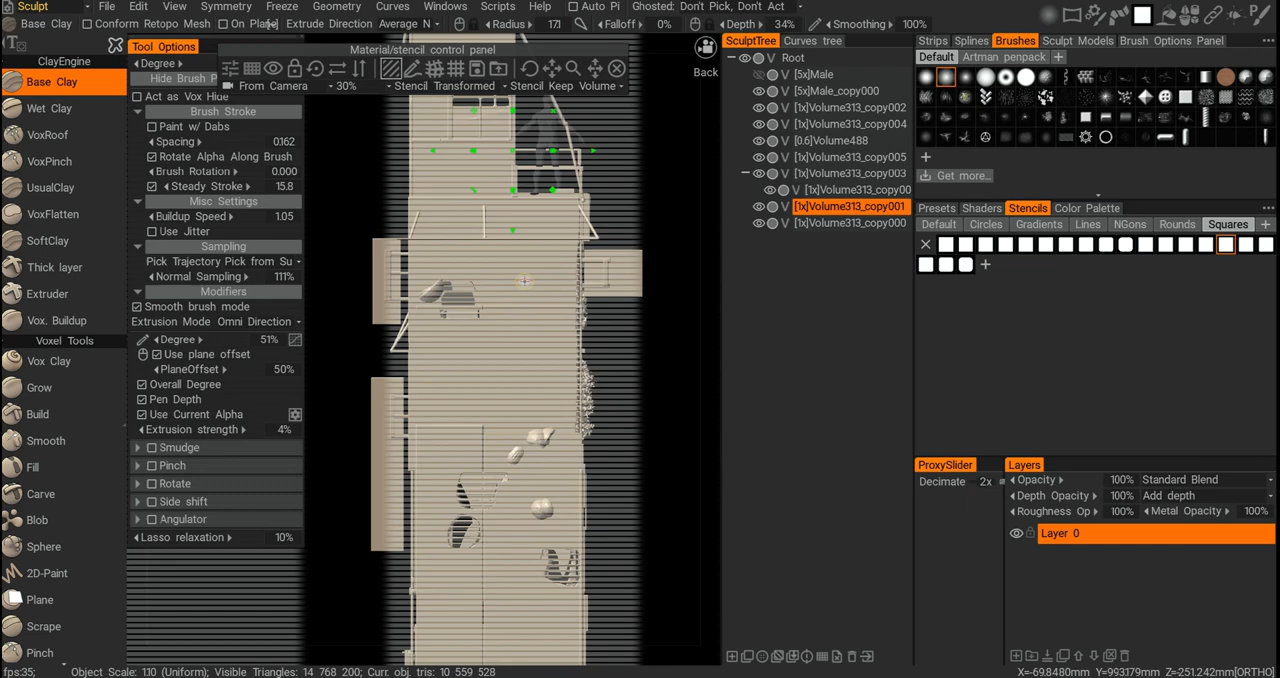 Sculpt File Edit View Symmetry Freeze Geometry Curves Windows Scripts Help Auto Pi Ghosted: Don't Pick, Don't Act
Base Clay Conform Retopo Mesh On Plane Extrude Direction Average N Radius 171 Falloff 0% Depth 34% Smoothing 100%
ClayEngine
Base Clay
Wet Clay
VoxRoof
VoxPinch
UsualClay
VoxFlatten
SoftClay
Thick layer
Extruder
Vox. Buildup
Voxel Tools
Vox Clay
Grow
Build
Smooth
Fill
Carve
Blob
Sphere
2D-Paint
Plane
Scrape
Pinch
Tool Options
Degree
Hide Brush P
Act as Vox Hide
Brush Stroke
Paint w/ Dabs
Spacing 0.162
Rotate Alpha Along Brush
Brush Rotation 0.000
Steady Stroke 15.8
Misc Settings
Buildup Speed 1.05
Use Jitter
Sampling
Pick Trajectory Pick from Su
Normal Sampling 111%
Modifiers
Smooth brush mode
Extrusion Mode Omni Direction
Degree 51%
Use plane offset
PlaneOffset 50%
Overall Degree
Pen Depth
Use Current Alpha
Extrusion strength 4%
Smudge
Pinch
Rotate
Side shift
Angulator
Lasso relaxation 10%
Material/stencil control panel
From Camera 30% Stencil Transformed Stencil Keep Volume
Back
SculptTree Curves tree
Root
[5x]Male
[5x]Male_copy000
[1x]Volume313_copy002
[1x]Volume313_copy004
[0.6]Volume488
[1x]Volume313_copy005
[1x]Volume313_copy003
[1x]Volume313_copy00
[1x]Volume313_copy001
[1x]Volume313_copy000
Strips Splines Brushes Sculpt Models Brush Options Panel
Default Artman penpack
Get more...
Presets Shaders Stencils Color Palette
Default Circles Gradients Lines NGons Rounds Squares
ProxySlider
Decimate 2x
Layers
Opacity 100% Standard Blend
Depth Opacity 100% Add depth
Roughness Op 100% Metal Opacity 100%
Layer 0
fps:35; Object Scale: 1.10 (Uniform); Visible Triangles: 14 768 200; Curr. obj. tris: 10 559 528 X=-69.8480mm Y=993.179mm Z=-251.242mm[ORTHO]